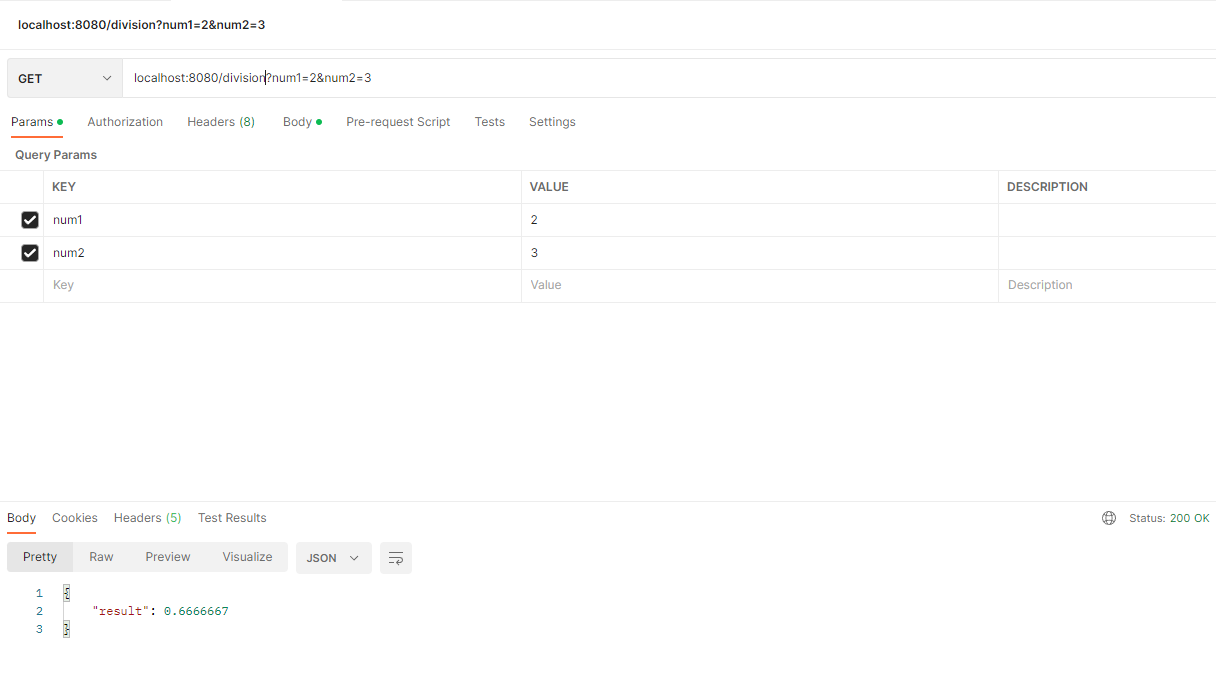 localhost:8080/division?num1=2&num2=3
GET localhost:8080/division?num1=2&num2=3
Params Authorization Headers (8) Body Pre-request Script Tests Settings
Query Params
KEY VALUE DESCRIPTION
num1 2
num2 3
Key Value Description
Body Cookies Headers (5) Test Results Status: 200 OK
Pretty Raw Preview Visualize JSON
1 {
2 "result": 0.6666667
3 }